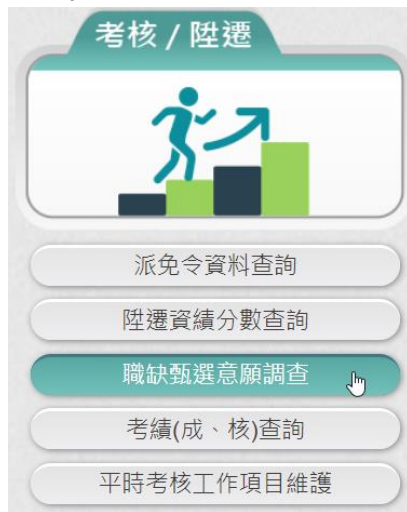 考核 / 陞遷
派免令資料查詢
陞遷資績分數查詢
職缺甄選意願調查
考績(成、核)查詢
平時考核工作項目維護